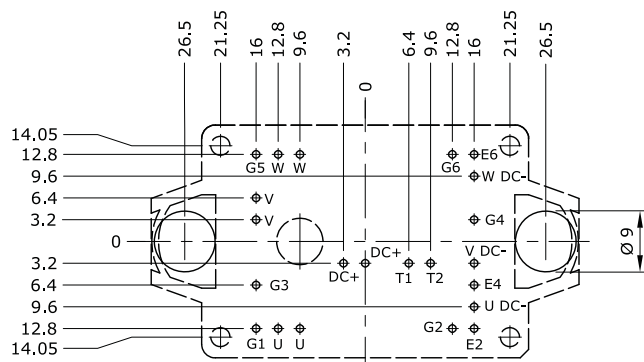 26.5 21.25 16 12.8 9.6 3.2 0 6.4 9.6 12.8 16 21.25 26.5
14.05
12.8 G5 W W G6 E6
9.6 W DC-
6.4 V
3.2 V G4
0 Ø 9
DC+ V DC-
3.2 DC+ T1 T2
6.4 G3 E4
9.6 U DC-
12.8 G1 U U G2 E2
14.05